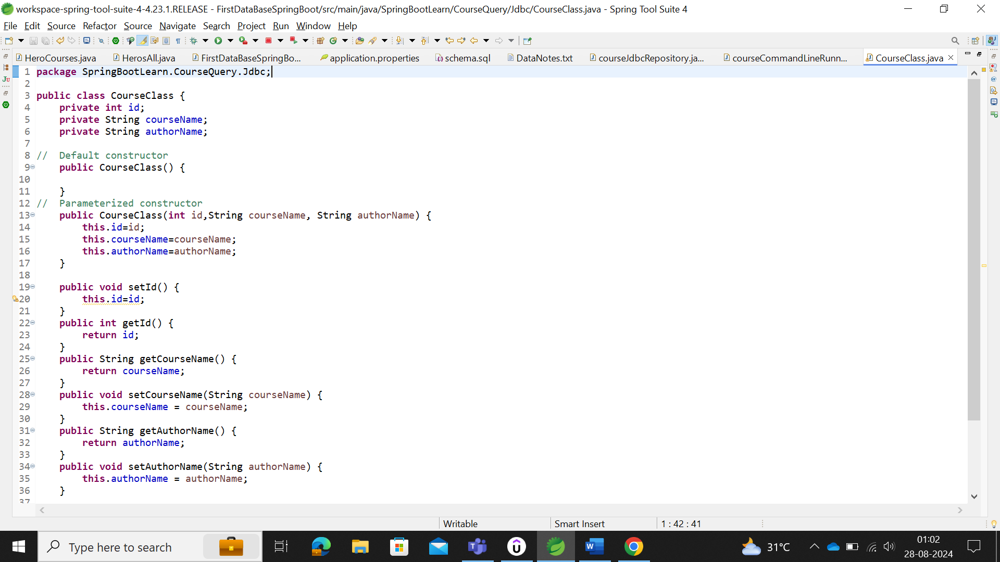 workspace-spring-tool-suite-4-4.23.1.RELEASE - FirstDataBaseSpringBoot/src/main/java/SpringBootLearn/CourseQuery/Jdbc/CourseClass.java - Spring Tool Suite 4
File Edit Source Refactor Source Navigate Search Project Run Window Help
HeroCourses.java HerosAll.java FirstDataBaseSpringBo... application.properties schema.sql DataNotes.txt courseJdbcRepository.ja... courseCommandLineRunn... CourseClass.java
1 package SpringBootLearn.CourseQuery.Jdbc;
2
3 public class CourseClass {
4     private int id;
5     private String courseName;
6     private String authorName;
7
8 //  Default constructor
9     public CourseClass() {
10
11     }
12 //  Parameterized constructor
13     public CourseClass(int id,String courseName, String authorName) {
14         this.id=id;
15         this.courseName=courseName;
16         this.authorName=authorName;
17     }
18
19     public void setId() {
20         this.id=id;
21     }
22     public int getId() {
23         return id;
24     }
25     public String getCourseName() {
26         return courseName;
27     }
28     public void setCourseName(String courseName) {
29         this.courseName = courseName;
30     }
31     public String getAuthorName() {
32         return authorName;
33     }
34     public void setAuthorName(String authorName) {
35         this.authorName = authorName;
36     }
37
Writable Smart Insert 1 : 42 : 41
Type here to search
31°C
01:02
28-08-2024